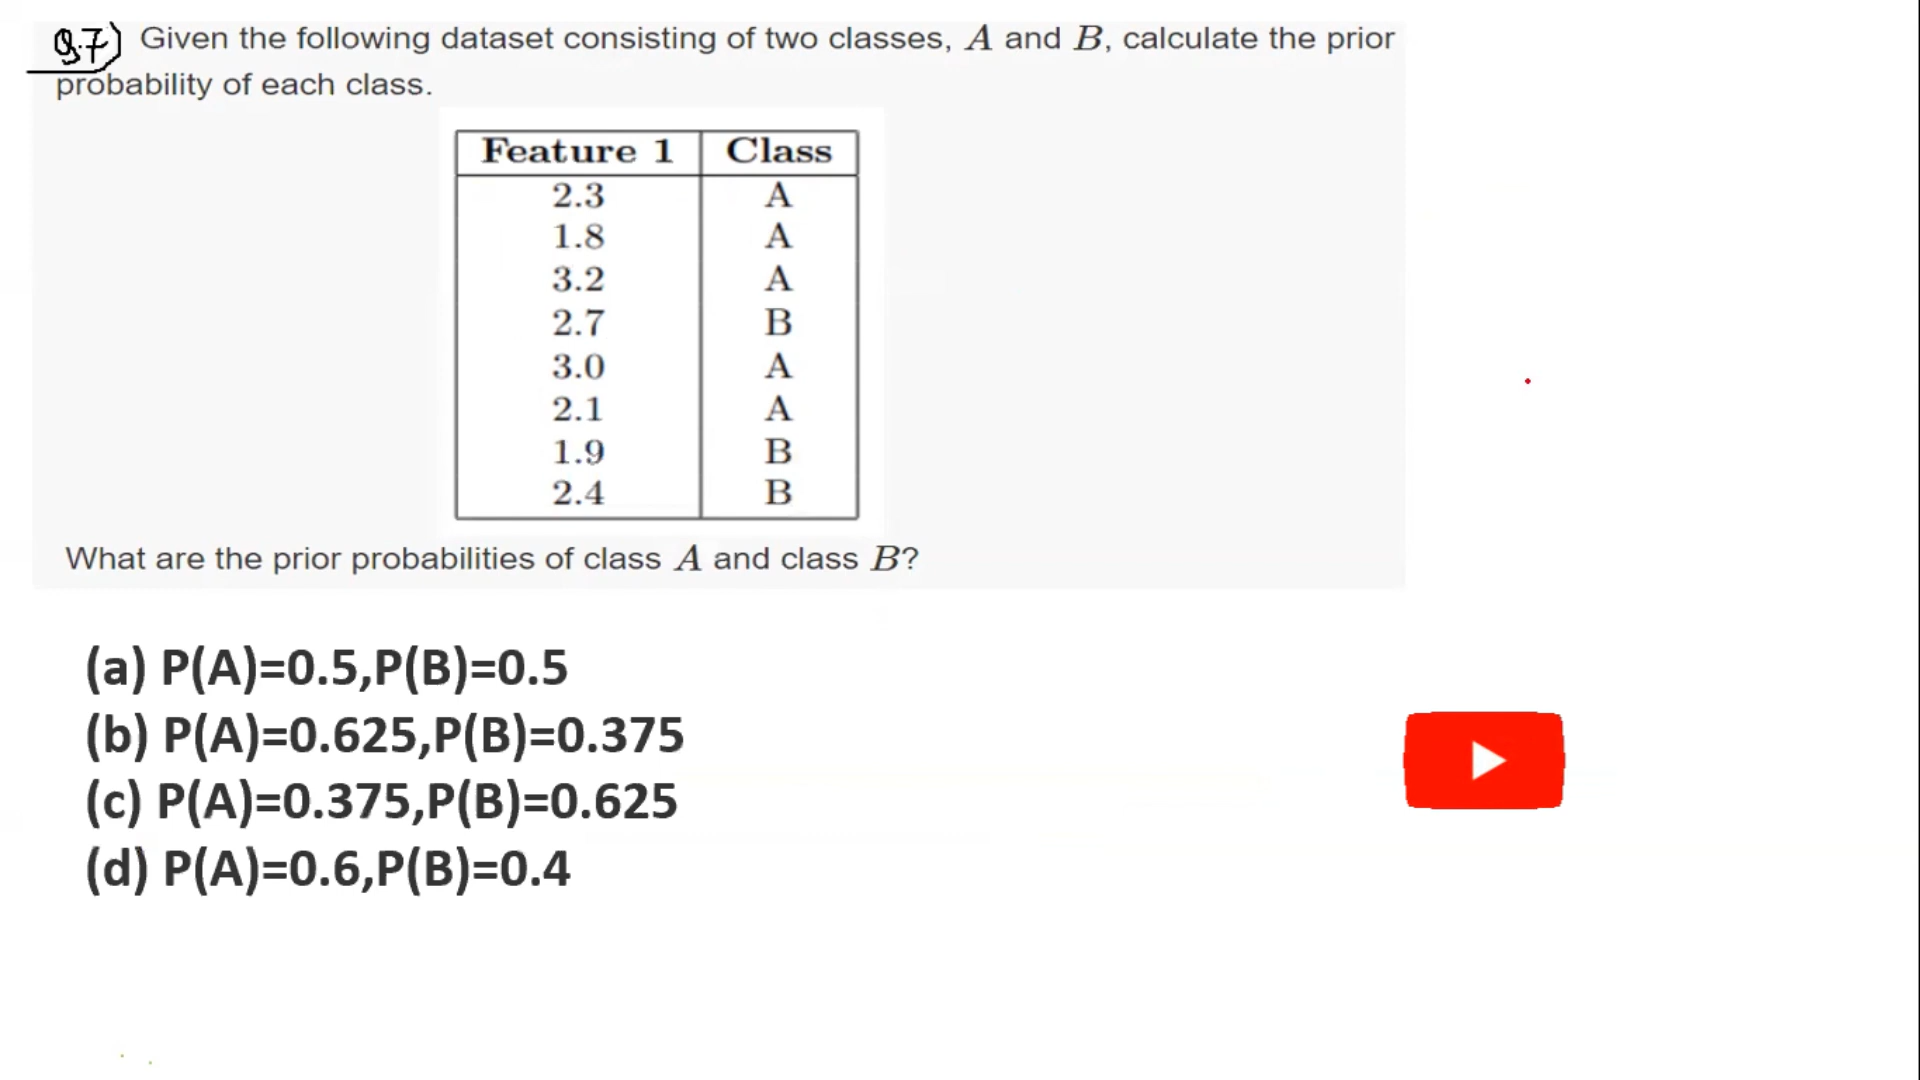 Q.7) Given the following dataset consisting of two classes, A and B, calculate the prior
probability of each class.
Feature 1 Class
2.3 A
1.8 A
3.2 A
2.7 B
3.0 A
2.1 A
1.9 B
2.4 B
What are the prior probabilities of class A and class B?
(a) P(A)=0.5,P(B)=0.5
(b) P(A)=0.625,P(B)=0.375
(c) P(A)=0.375,P(B)=0.625
(d) P(A)=0.6,P(B)=0.4